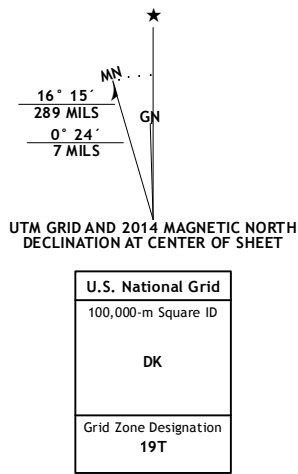 ★
MN
16° 15´
289 MILS
GN
0° 24´
7 MILS
UTM GRID AND 2014 MAGNETIC NORTH
DECLINATION AT CENTER OF SHEET
U.S. National Grid
100,000-m Square ID
DK
Grid Zone Designation
19T